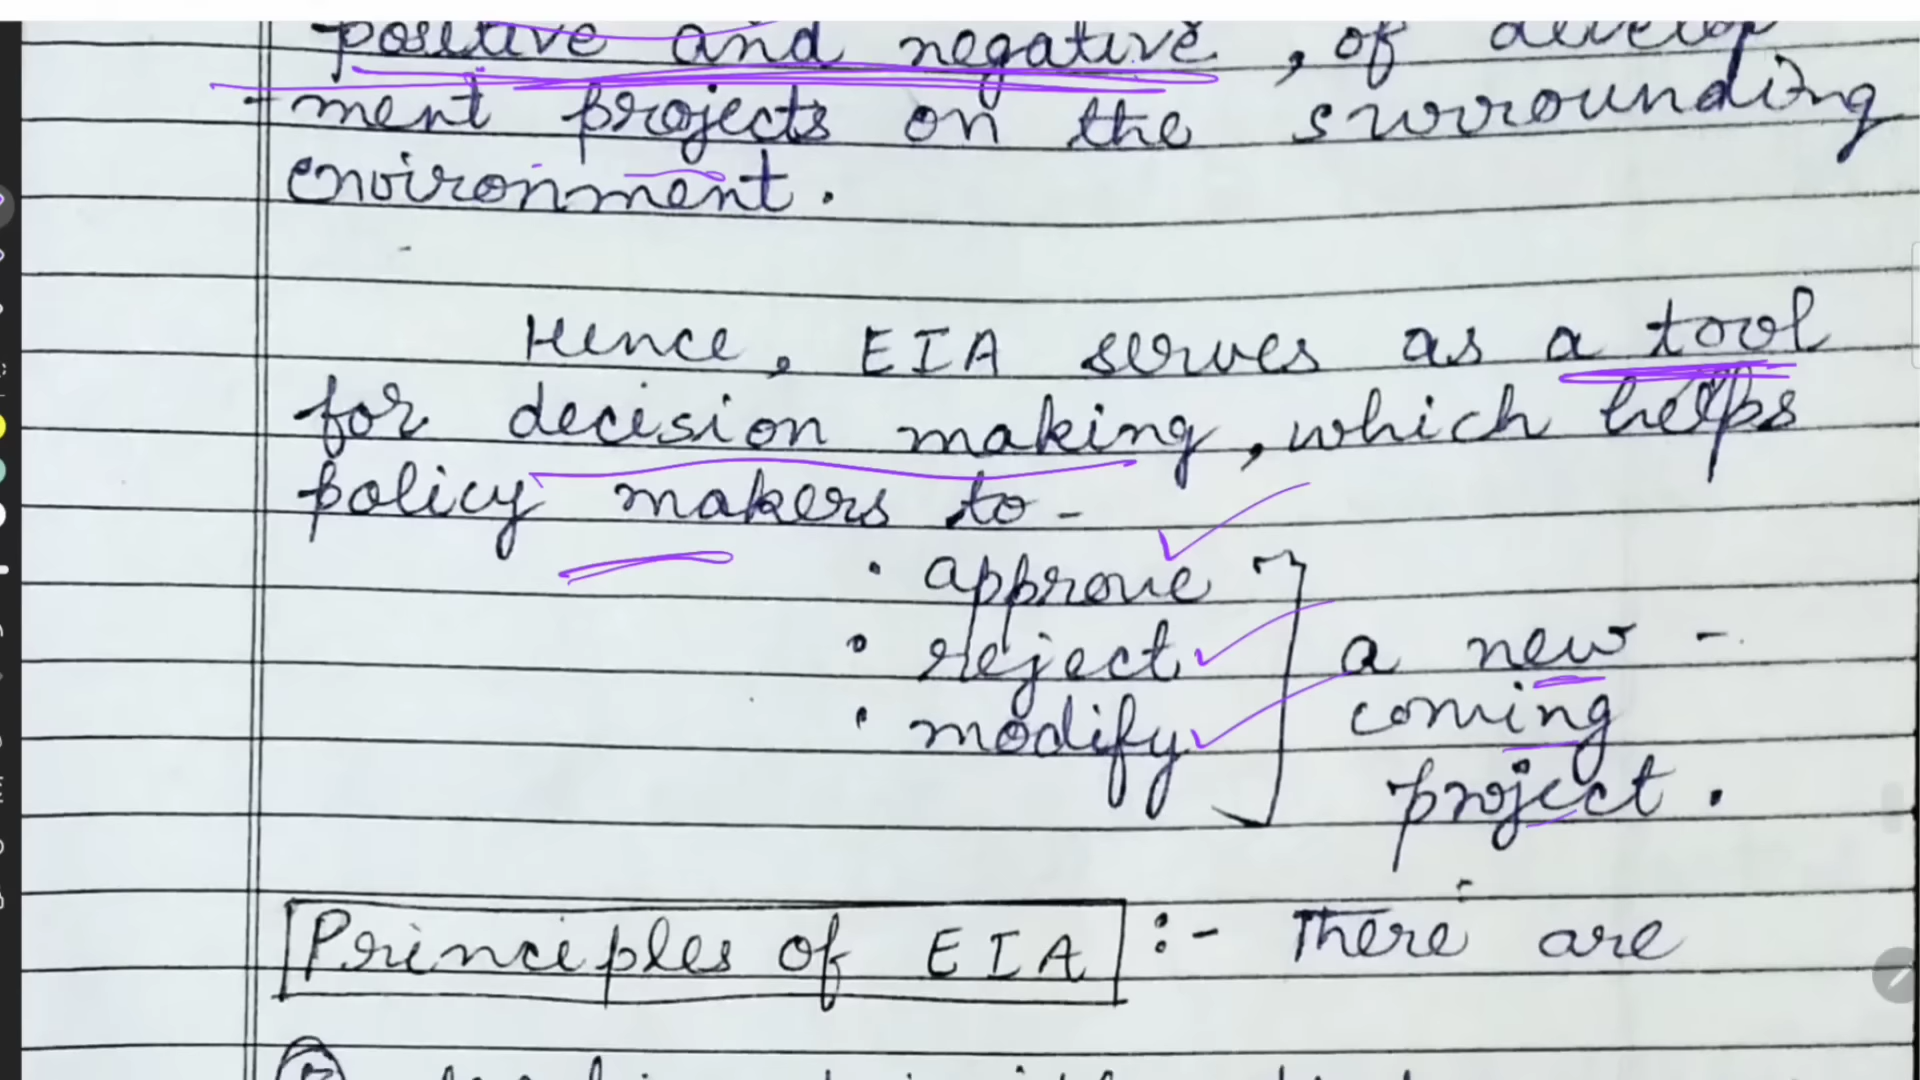 positive and negative, of develop
-ment projects on the surrounding
environment.
Hence, EIA serves as a tool
for decision making, which helps
policy makers to -
• approve
• reject
• modify
a new -
coming
project.
Principles of EIA :- There are